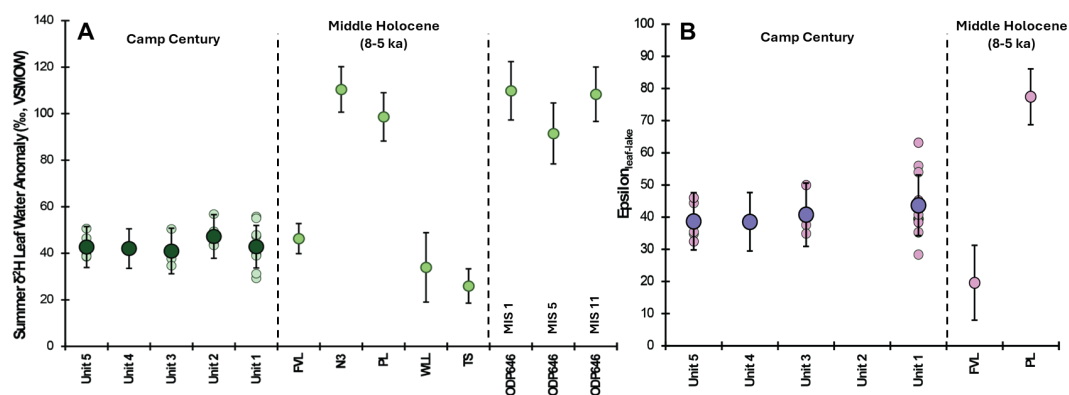 A
Camp Century
Middle Holocene
(8-5 ka)
Summer δ²H Leaf Water Anomaly (‰, VSMOW)
140
120
100
80
60
40
20
0
MIS 1
MIS 5
MIS 11
Unit 5
Unit 4
Unit 3
Unit 2
Unit 1
FVL
N3
PL
WLL
TS
ODP646
ODP646
ODP646
B
Camp Century
Middle Holocene
(8-5 ka)
Epsilon leaf-lake
100
90
80
70
60
50
40
30
20
10
0
Unit 5
Unit 4
Unit 3
Unit 2
Unit 1
FVL
PL